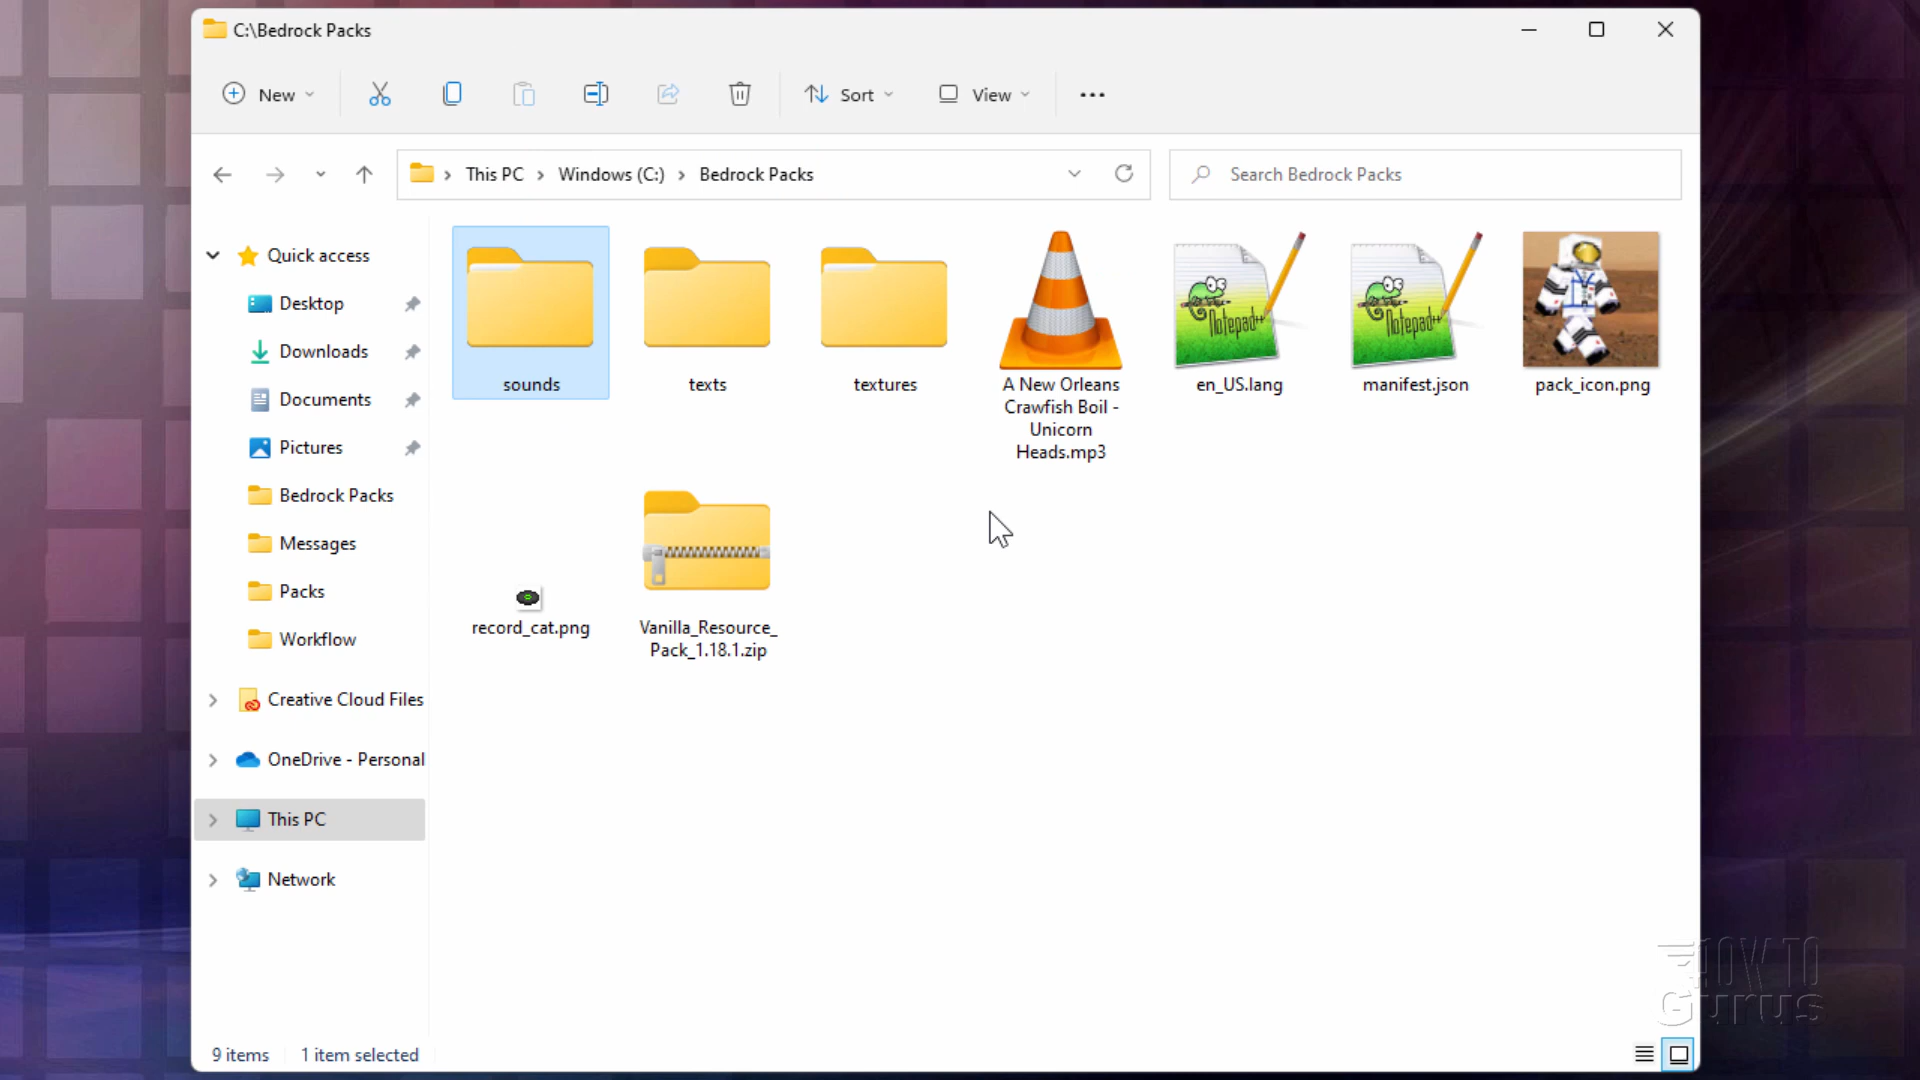 C:\Bedrock Packs
New
Sort
View
This PC
Windows (C:)
Bedrock Packs
Search Bedrock Packs
Quick access
Desktop
Downloads
Documents
Pictures
Bedrock Packs
Messages
Packs
Workflow
Creative Cloud Files
OneDrive - Personal
This PC
Network
sounds
texts
textures
A New Orleans
Crawfish Boil -
Unicorn
Heads.mp3
Notepad++
en_US.lang
Notepad++
manifest.json
pack_icon.png
record_cat.png
Vanilla_Resource_
Pack_1.18.1.zip
9 items
1 item selected
HOW TO
Gurus